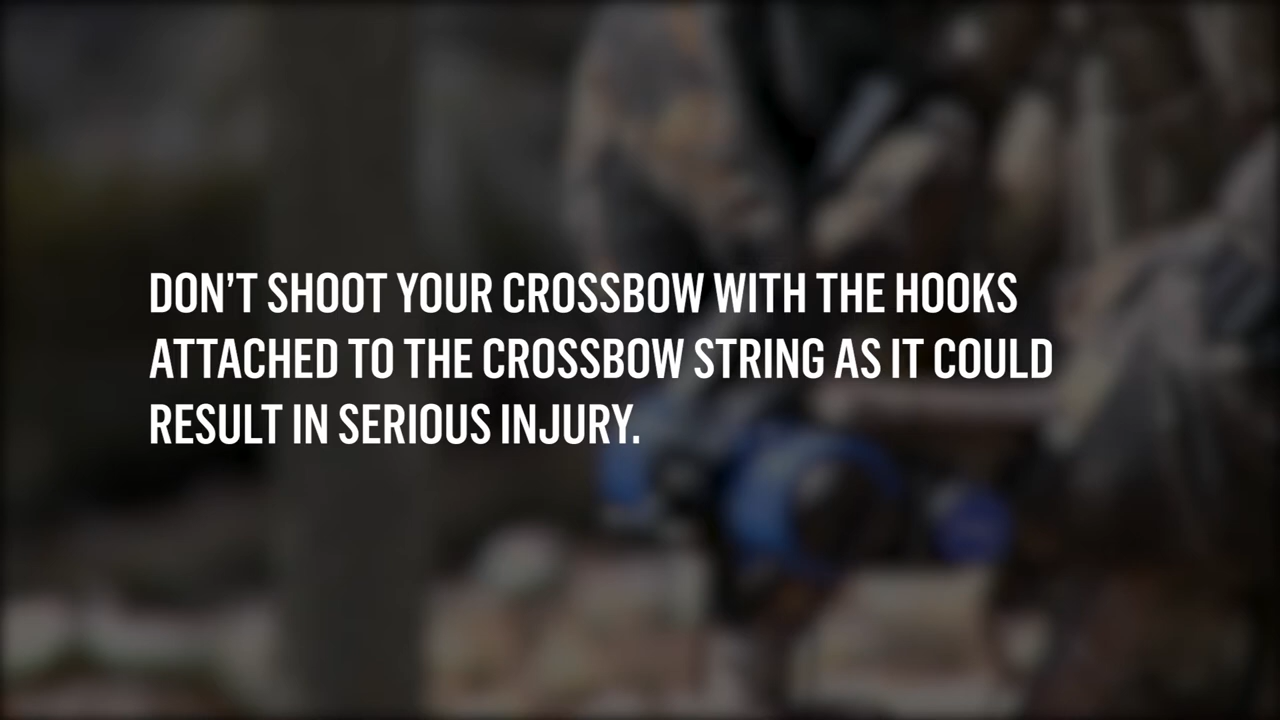 DON’T SHOOT YOUR CROSSBOW WITH THE HOOKS
ATTACHED TO THE CROSSBOW STRING AS IT COULD
RESULT IN SERIOUS INJURY.